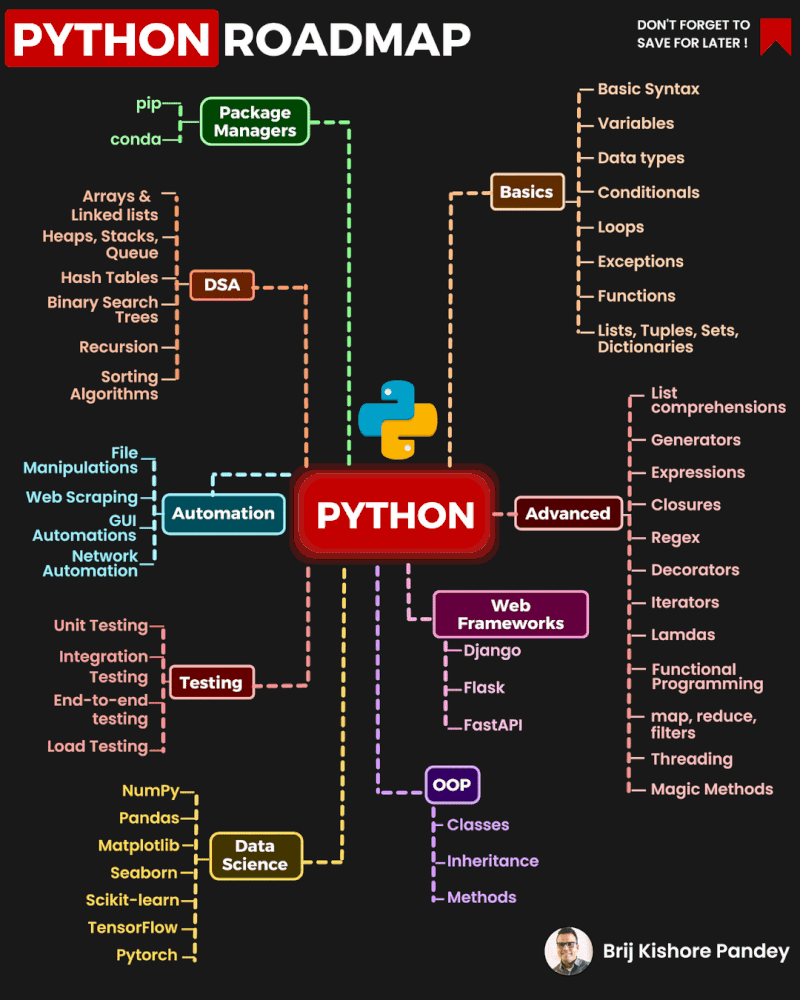 PYTHON ROADMAP
DON'T FORGET TO
SAVE FOR LATER !
Package
Managers
pip
conda
Basics
Basic Syntax
Variables
Data types
Conditionals
Loops
Exceptions
Functions
Lists, Tuples, Sets,
Dictionaries
DSA
Arrays &
Linked lists
Heaps, Stacks,
Queue
Hash Tables
Binary Search
Trees
Recursion
Sorting
Algorithms
Automation
File
Manipulations
Web Scraping
GUI
Automations
Network
Automation
PYTHON
Advanced
List
comprehensions
Generators
Expressions
Closures
Regex
Decorators
Iterators
Lamdas
Functional
Programming
map, reduce,
filters
Threading
Magic Methods
Web
Frameworks
Django
Flask
FastAPI
Testing
Unit Testing
Integration
Testing
End-to-end
testing
Load Testing
OOP
Classes
Inheritance
Methods
Data
Science
NumPy
Pandas
Matplotlib
Seaborn
Scikit-learn
TensorFlow
Pytorch
Brij Kishore Pandey